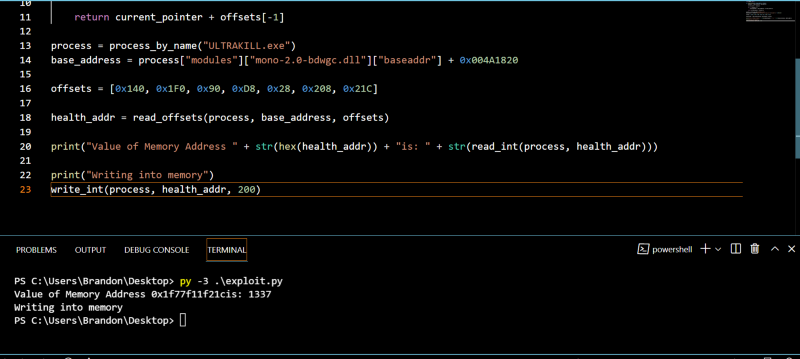 10
11 return current_pointer + offsets[-1]
12
13 process = process_by_name("ULTRAKILL.exe")
14 base_address = process["modules"]["mono-2.0-bdwgc.dll"]["baseaddr"] + 0x004A1820
15
16 offsets = [0x140, 0x1F0, 0x90, 0xD8, 0x28, 0x208, 0x21C]
17
18 health_addr = read_offsets(process, base_address, offsets)
19
20 print("Value of Memory Address " + str(hex(health_addr)) + "is: " + str(read_int(process, health_addr)))
21
22 print("Writing into memory")
23 write_int(process, health_addr, 200)
PROBLEMS OUTPUT DEBUG CONSOLE TERMINAL powershell
PS C:\Users\Brandon\Desktop> py -3 .\exploit.py
Value of Memory Address 0x1f77f11f21cis: 1337
Writing into memory
PS C:\Users\Brandon\Desktop>